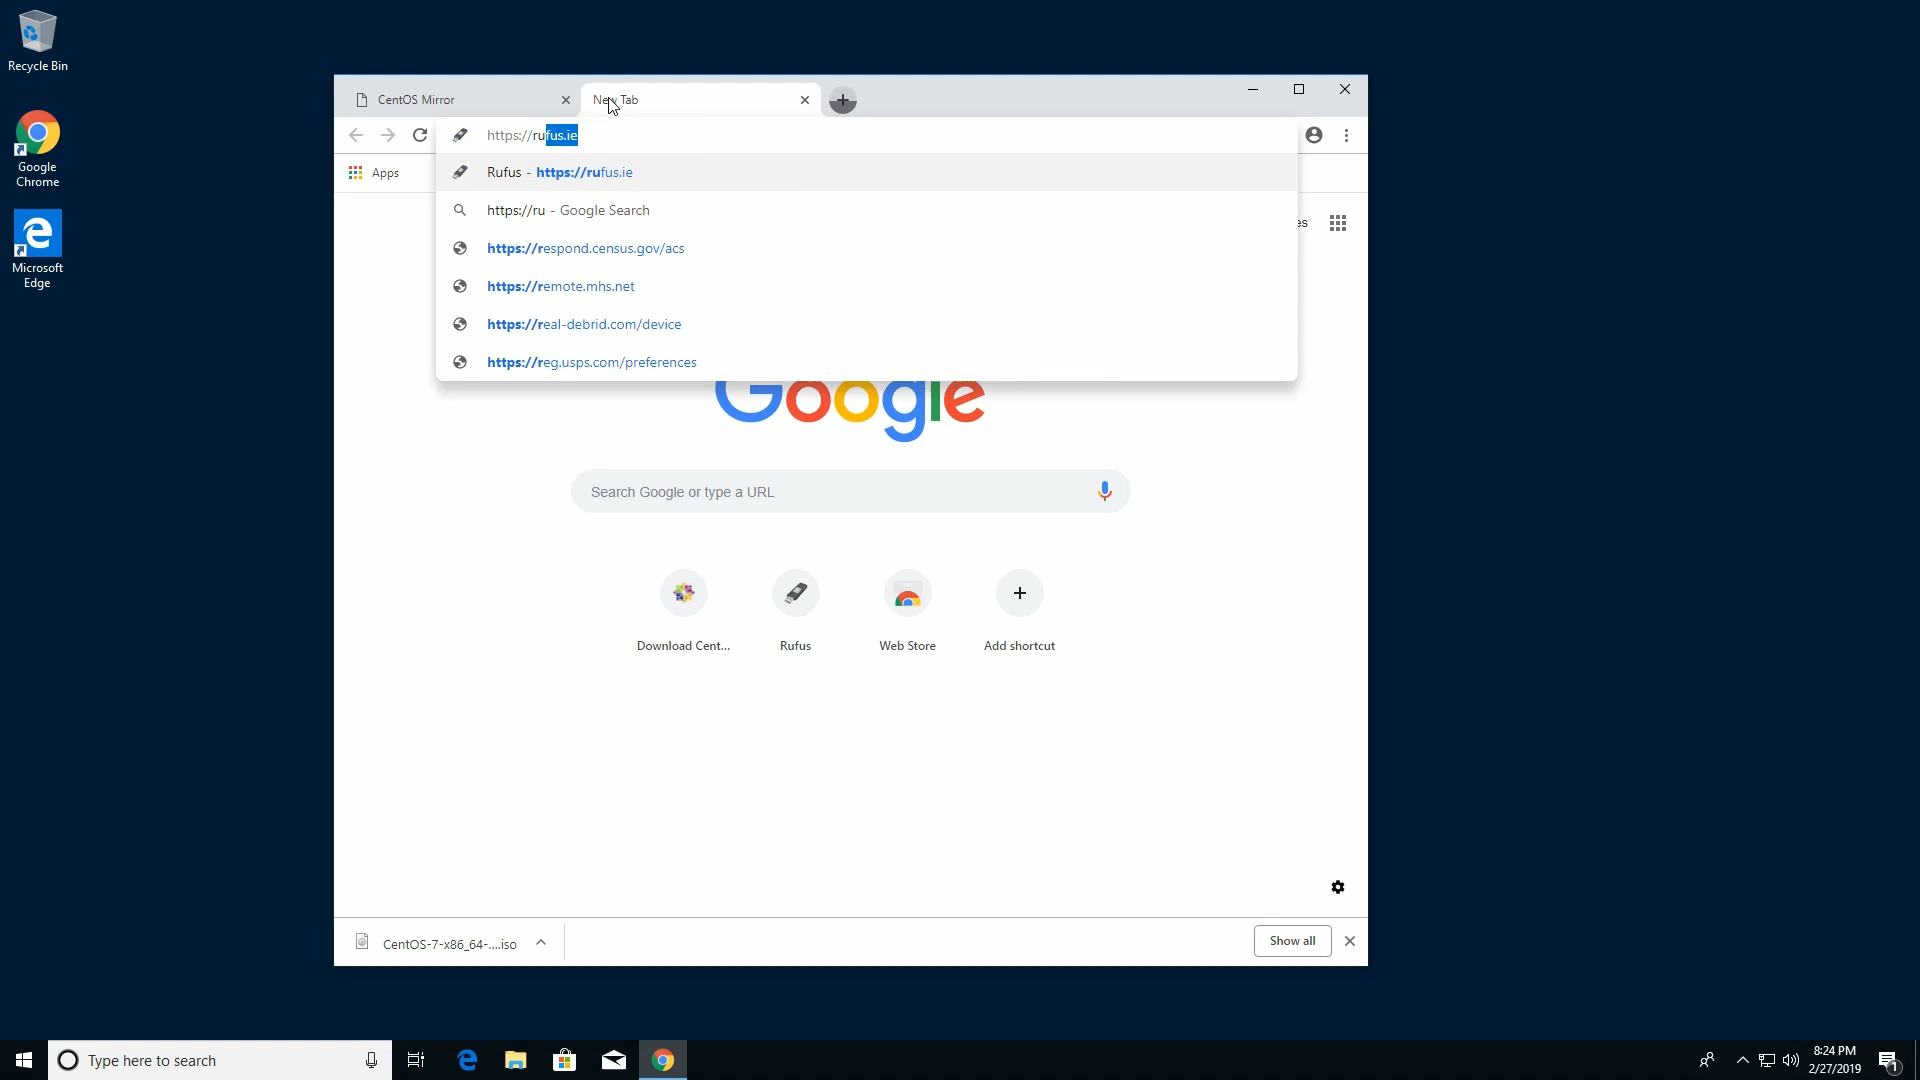 Recycle Bin
Google
Chrome
Microsoft
Edge
CentOS Mirror
New Tab
https://rufus.ie
Apps
Rufus - https://rufus.ie
https://ru - Google Search
https://respond.census.gov/acs
https://remote.mhs.net
https://real-debrid.com/device
https://reg.usps.com/preferences
es
Google
Search Google or type a URL
Download Cent...
Rufus
Web Store
Add shortcut
CentOS-7-x86_64-....iso
Show all
Type here to search
8:24 PM
2/27/2019
1